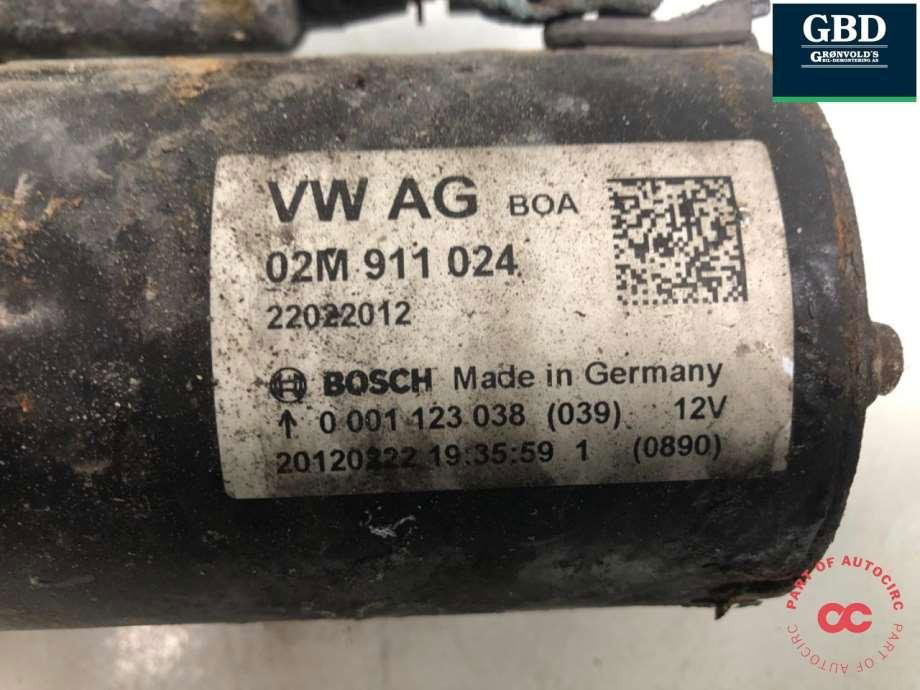 GBD
GRØNVOLD'S
BIL-DEMONTERING AS
VW AG BOA
02M 911 024
22022012
BOSCH Made in Germany
↑ 0 001 123 038 (039) 12V
20120222 19:35:59 1 (0890)
PART OF AUTOCIRC
CC
PART OF AUTOCIRC